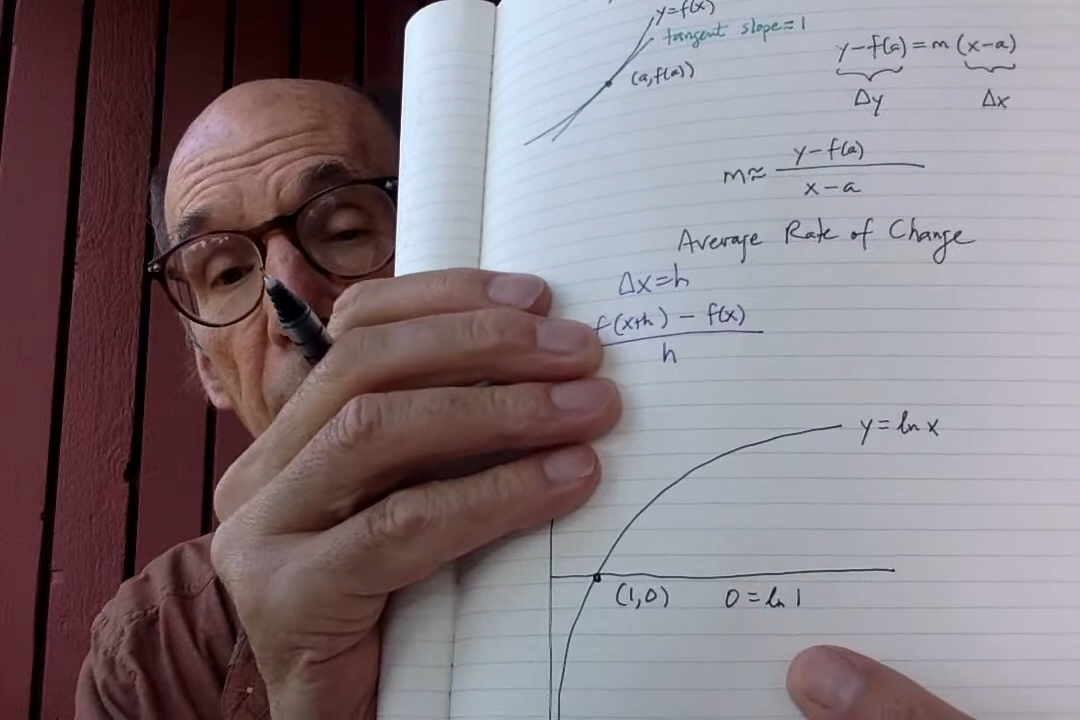 y=f(x)
tangent slope=1
(a,f(a))
y-f(a)=m(x-a)
Δy Δx
m≈ y-f(a)
x-a
Average Rate of Change
Δx=h
f(x+h) - f(x)
h
y=ln x
(1,0) 0=ln 1